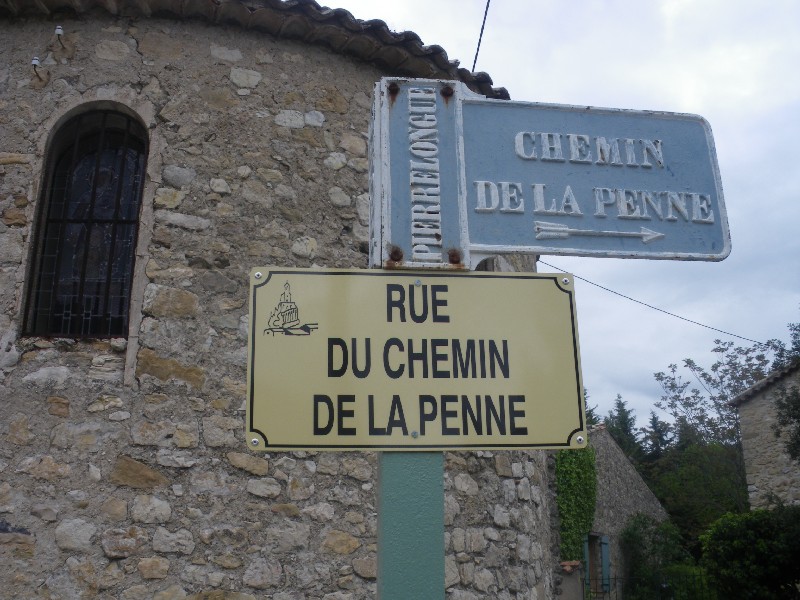 PIERRELONGUE
CHEMIN
DE LA PENNE
RUE
DU CHEMIN
DE LA PENNE